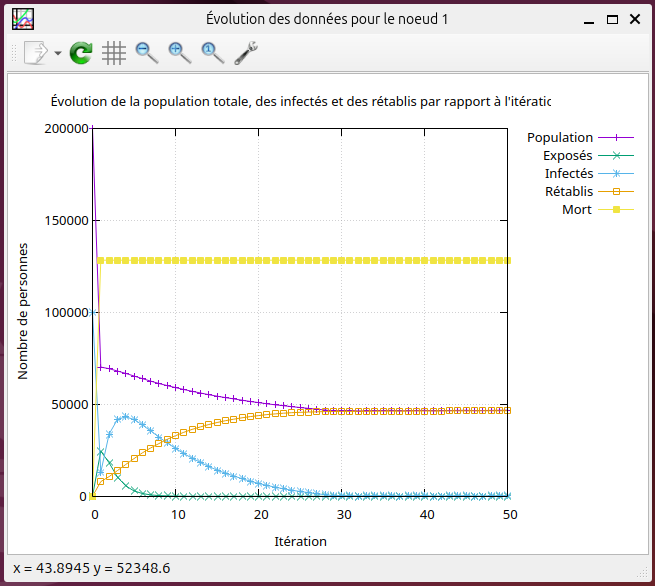 Évolution des données pour le noeud 1
Évolution de la population totale, des infectés et des rétablis par rapport à l'itératic
200000
150000
100000
50000
0
Nombre de personnes
0 10 20 30 40 50
Itération
Population
Exposés
Infectés
Rétablis
Mort
x = 43.8945 y = 52348.6